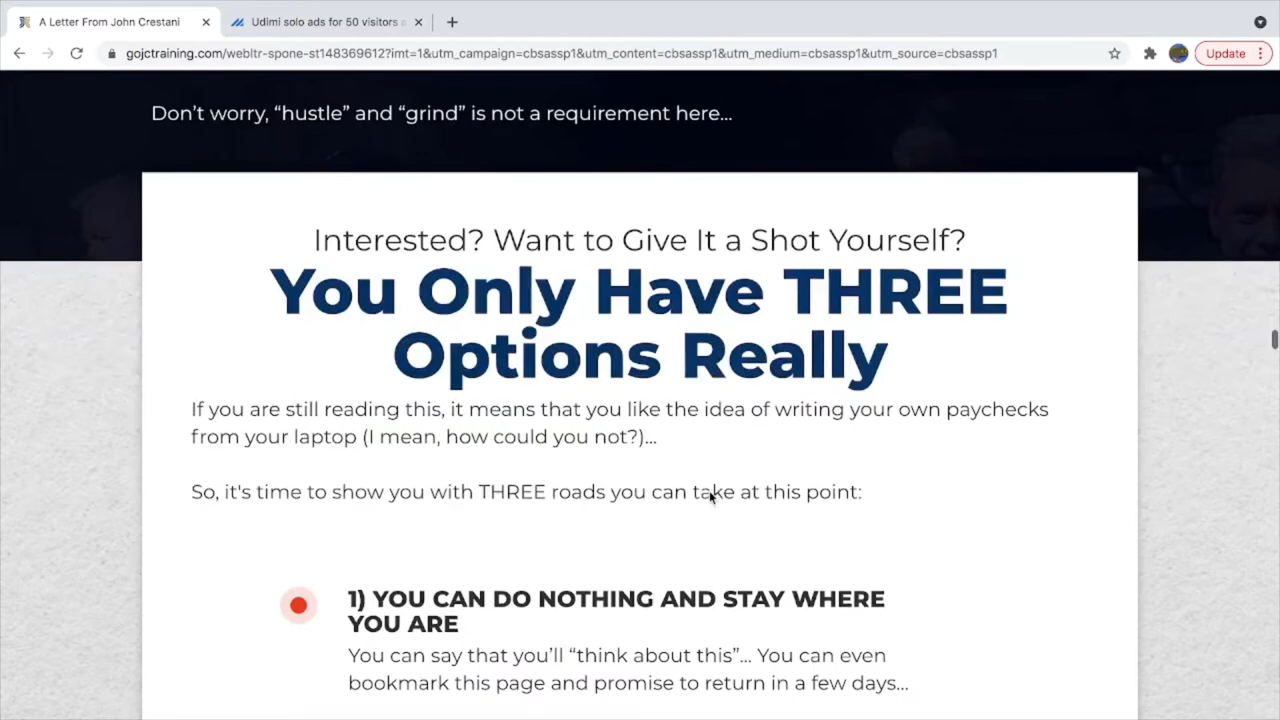 A Letter From John Crestani
Udimi solo ads for 50 visitors
gojctraining.com/webltr-spone-st148369612?imt=1&utm_campaign=cbsassp1&utm_content=cbsassp1&utm_medium=cbsassp1&utm_source=cbsassp1
Update
Don’t worry, “hustle” and “grind” is not a requirement here...
Interested? Want to Give It a Shot Yourself?
You Only Have THREE
Options Really
If you are still reading this, it means that you like the idea of writing your own paychecks
from your laptop (I mean, how could you not?)...
So, it's time to show you with THREE roads you can take at this point:
1) YOU CAN DO NOTHING AND STAY WHERE
YOU ARE
You can say that you’ll “think about this”... You can even
bookmark this page and promise to return in a few days...